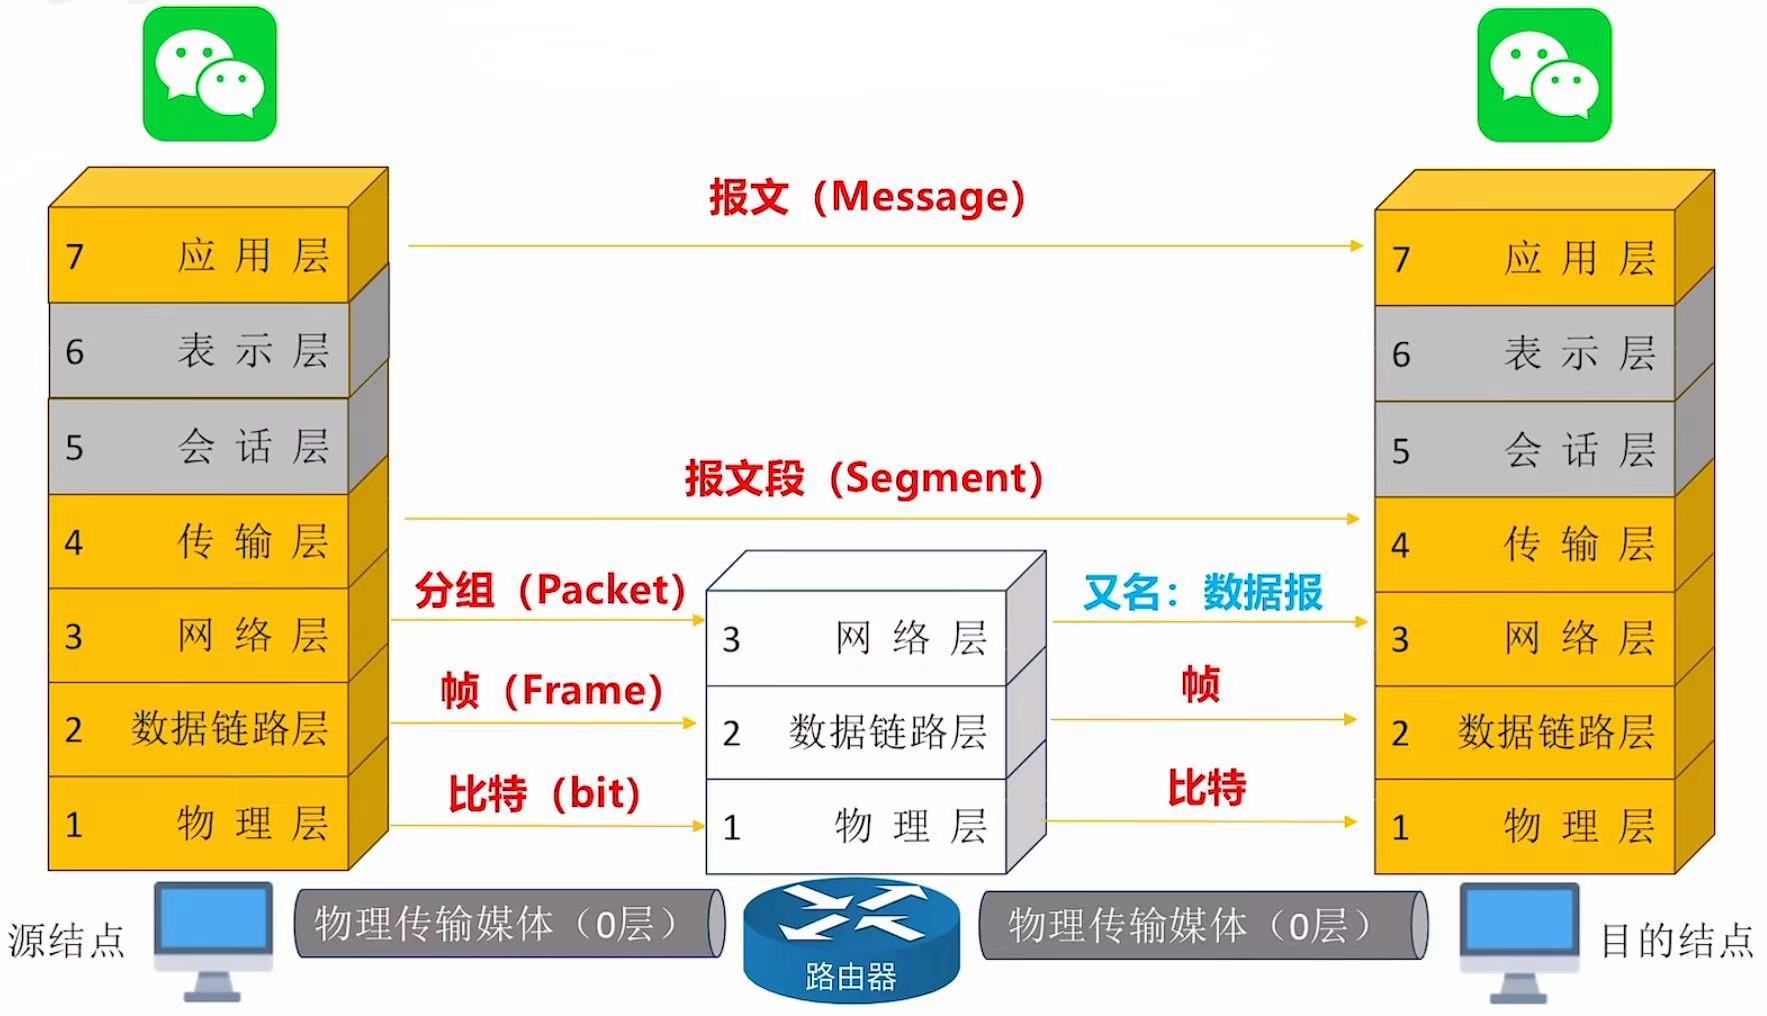 报文（Message）
7 应用层
6 表示层
5 会话层
4 传输层
3 网络层
2 数据链路层
1 物理层
报文段（Segment）
分组（Packet）
帧（Frame）
比特（bit）
3 网络层
2 数据链路层
1 物理层
又名：数据报
帧
比特
7 应用层
6 表示层
5 会话层
4 传输层
3 网络层
2 数据链路层
1 物理层
源结点
物理传输媒体（0层）
路由器
物理传输媒体（0层）
目的结点